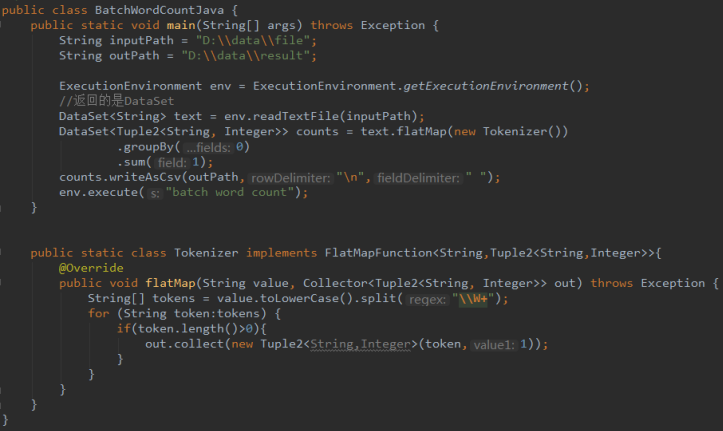 public class BatchWordCountJava {
public static void main(String[] args) throws Exception {
String inputPath = "D:\\data\\file";
String outPath = "D:\\data\\result";
ExecutionEnvironment env = ExecutionEnvironment.getExecutionEnvironment();
//返回的是DataSet
DataSet<String> text = env.readTextFile(inputPath);
DataSet<Tuple2<String, Integer>> counts = text.flatMap(new Tokenizer())
.groupBy( ...fields: 0)
.sum( field: 1);
counts.writeAsCsv(outPath, rowDelimiter: "\n", fieldDelimiter: " ");
env.execute( s: "batch word count");
}
public static class Tokenizer implements FlatMapFunction<String,Tuple2<String,Integer>>{
@Override
public void flatMap(String value, Collector<Tuple2<String, Integer>> out) throws Exception {
String[] tokens = value.toLowerCase().split( regex: "\\W+");
for (String token:tokens) {
if(token.length()>0){
out.collect(new Tuple2<String,Integer>(token, value1: 1));
}
}
}
}
}